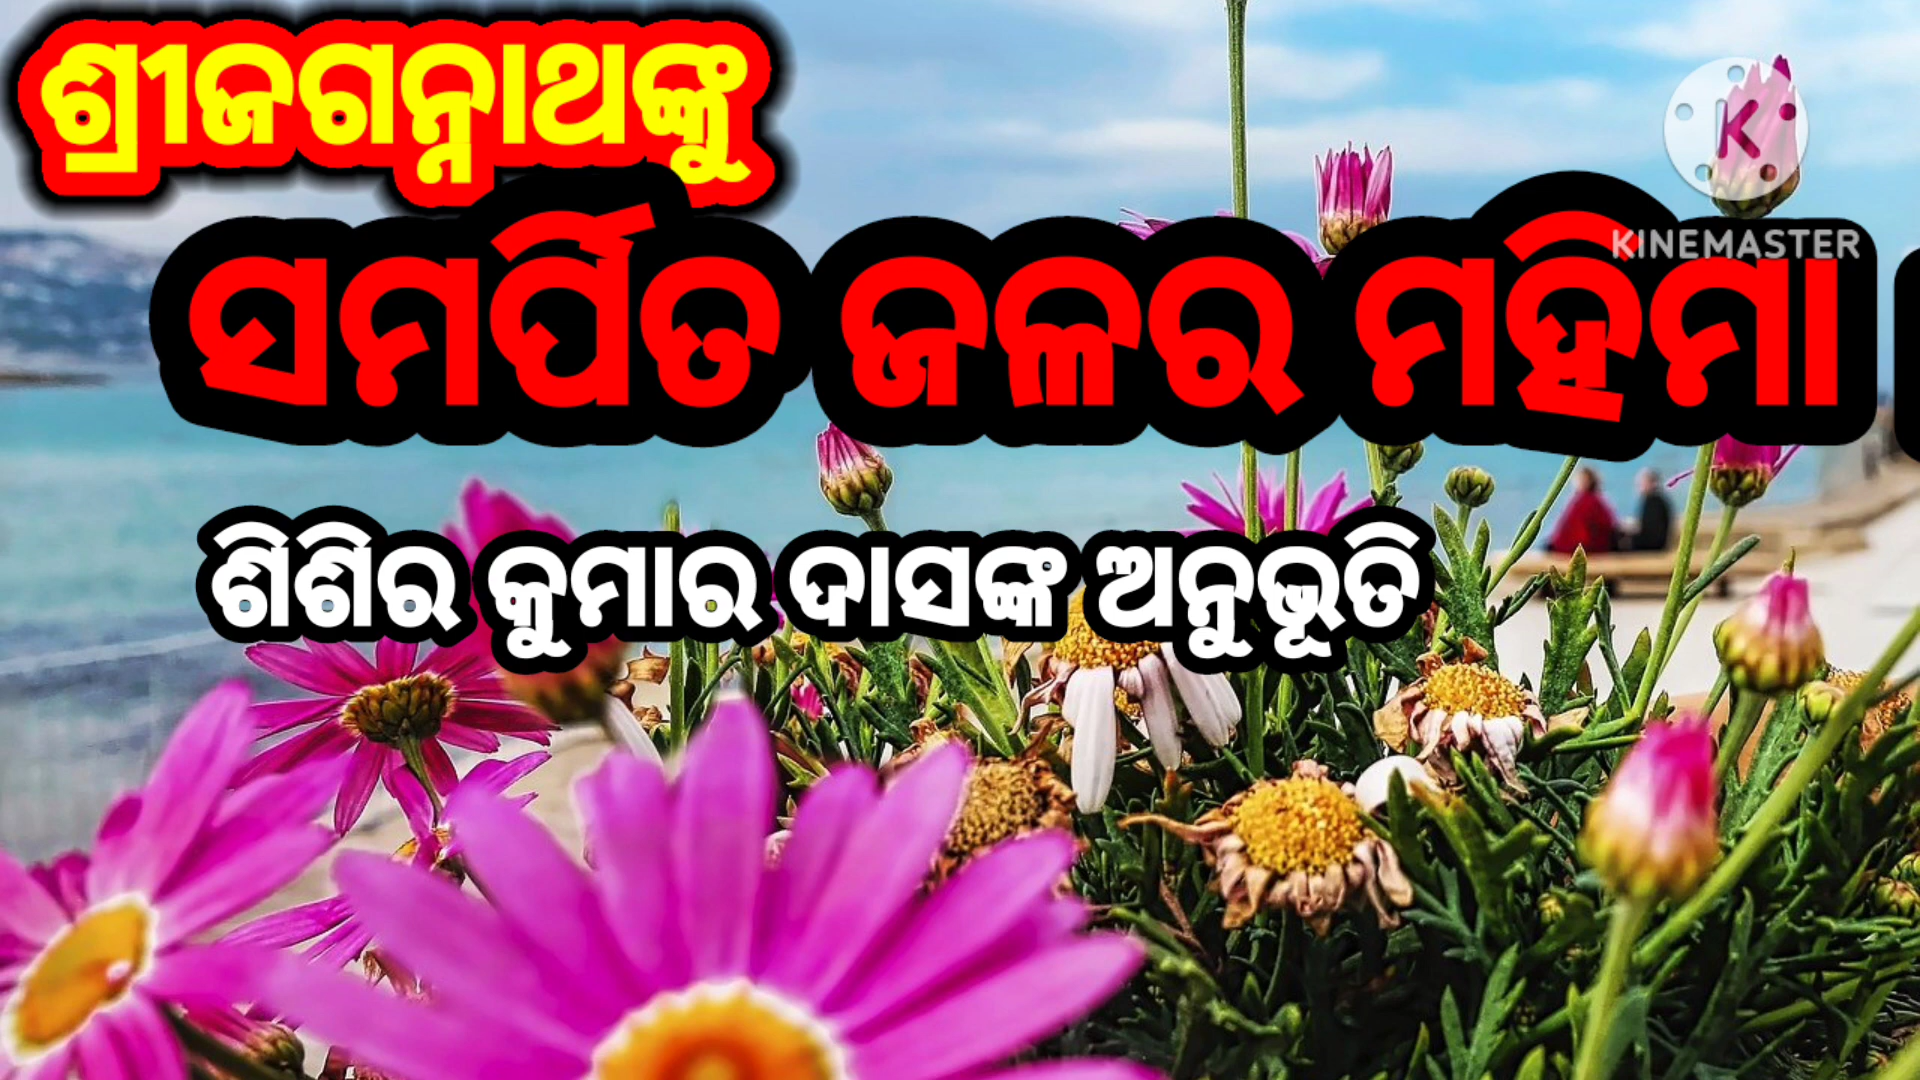 ଶ୍ରୀଜଗନ୍ନାଥଙ୍କୁ
ସମର୍ପିତ ଜଳର ମହିମା
KINEMASTER
ଶିଶିର କୁମାର ଦାସଙ୍କ ଅନୁଭୂତି